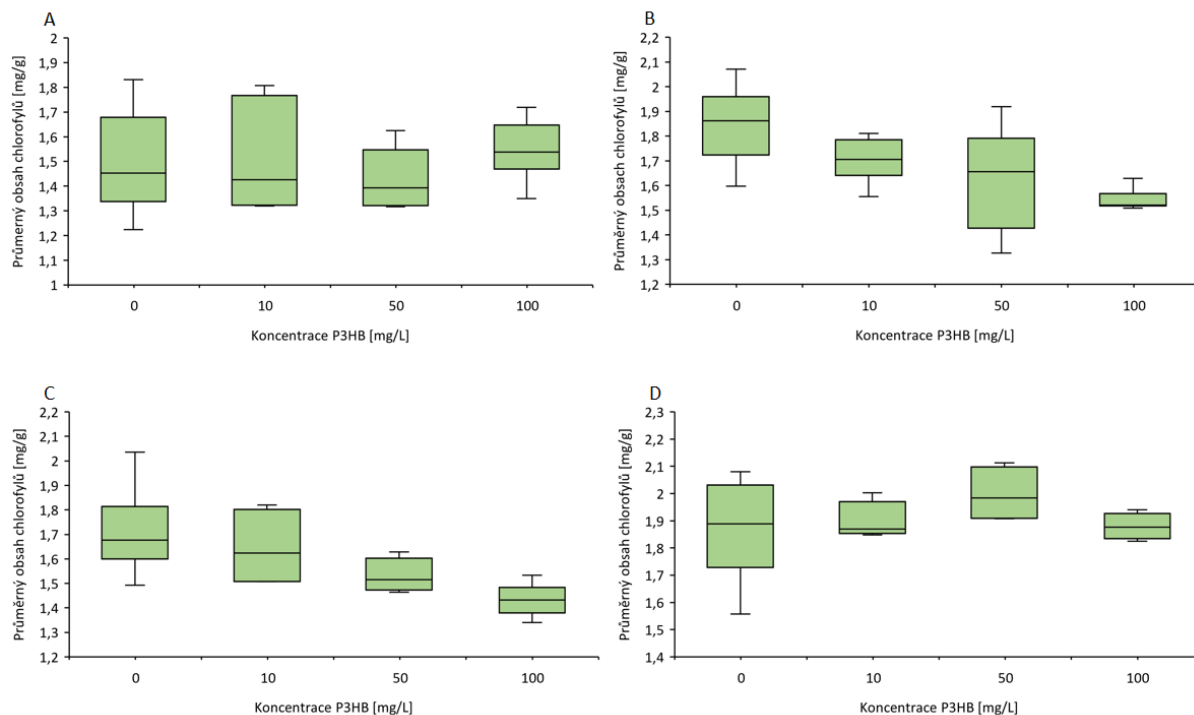 A
Průmerný obsah chlorofylů [mg/g]
2
1,9
1,8
1,7
1,6
1,5
1,4
1,3
1,2
1,1
1
0 10 50 100
Koncentrace P3HB [mg/L]
B
Průměrný obsach chlorofylů [mg/g]
2,2
2,1
2
1,9
1,8
1,7
1,6
1,5
1,4
1,3
1,2
0 10 50 100
Koncentrace P3HB [mg/L]
C
Průměrný obsah chlorofylů [mg/g]
2,2
2,1
2
1,9
1,8
1,7
1,6
1,5
1,4
1,3
1,2
0 10 50 100
Koncentrace P3HB [mg/L]
D
Průměrný obsah chlorofylů [mg/g]
2,3
2,2
2,1
2
1,9
1,8
1,7
1,6
1,5
1,4
0 10 50 100
Koncentrace P3HB [mg/L]